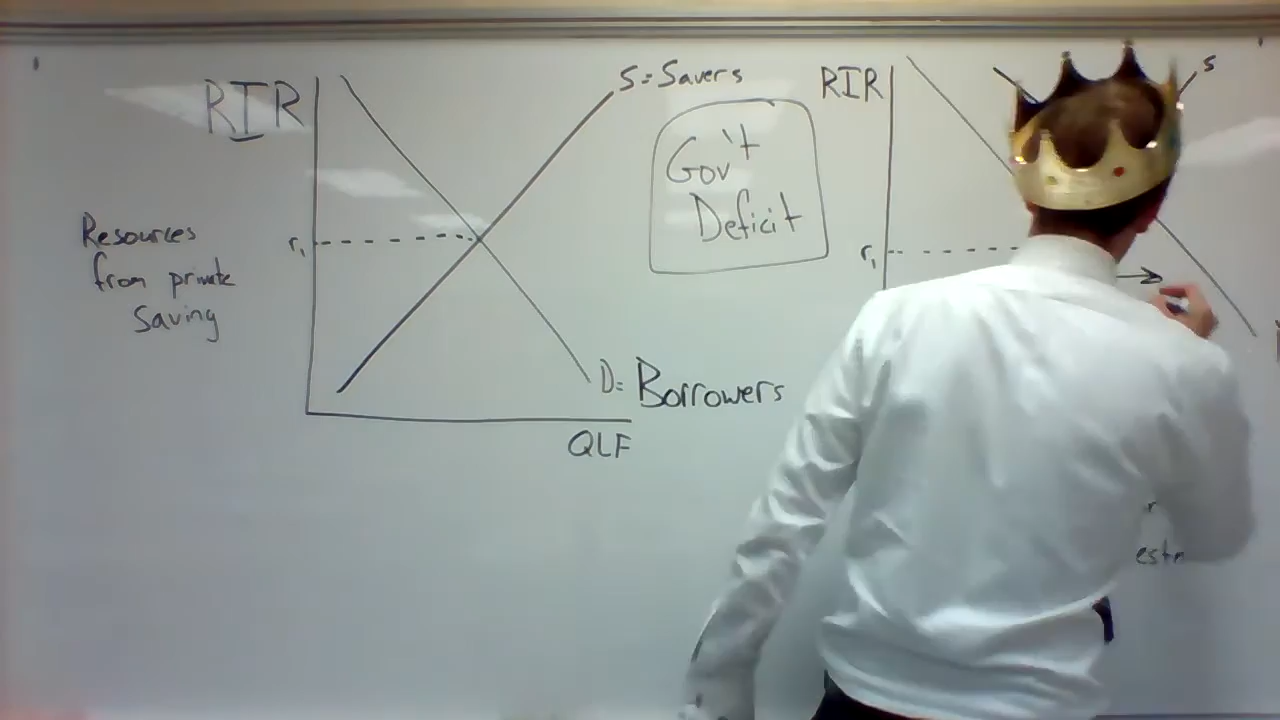 RIR
S = Savers
Gov't
Deficit
Resources
from private
Saving
r₁
D = Borrowers
QLF
RIR
S
r₁